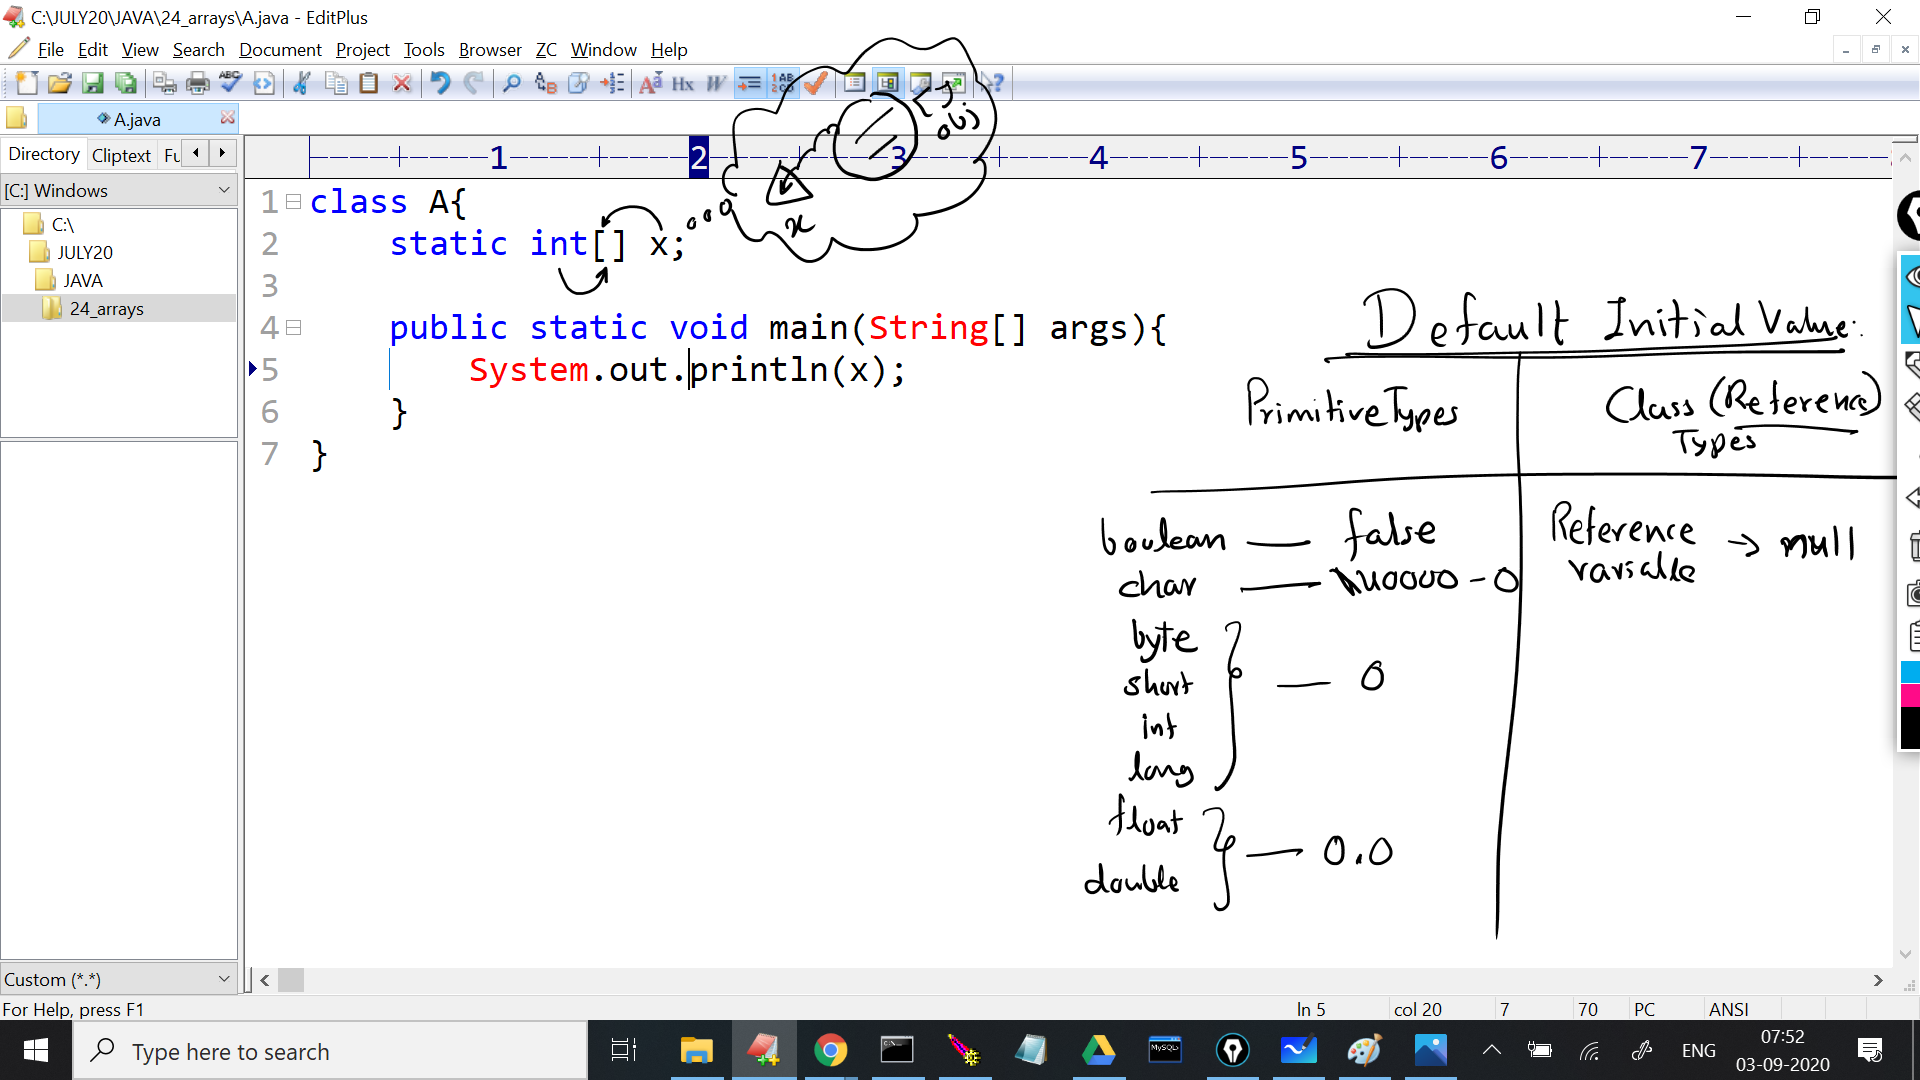 C:\JULY20\JAVA\24_arrays\A.java - EditPlus
File Edit View Search Document Project Tools Browser ZC Window Help
A.java
Directory Cliptext Fu
[C:] Windows
C:\
JULY20
JAVA
24_arrays
1 2 3 4 5 6 7
[] obj
x
1 class A{
2 static int[] x;
3
4 public static void main(String[] args){
5 System.out.println(x);
6 }
7 }
Default Initial Value:
Primitive Types
Class (Reference) Types
boolean — false
char — \u0000 - 0
byte
short
int
long
— 0
float
double
— 0.0
Reference variable → null
Custom (*.*)
For Help, press F1
ln 5 col 20 7 70 PC ANSI
Type here to search
MySQL
ENG
07:52
03-09-2020